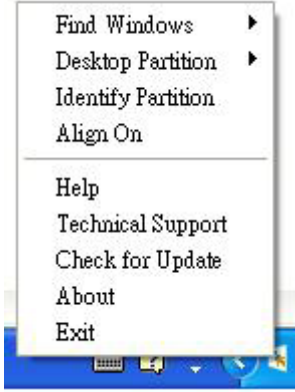 Find Windows
Desktop Partition
Identify Partition
Align On
Help
Technical Support
Check for Update
About
Exit